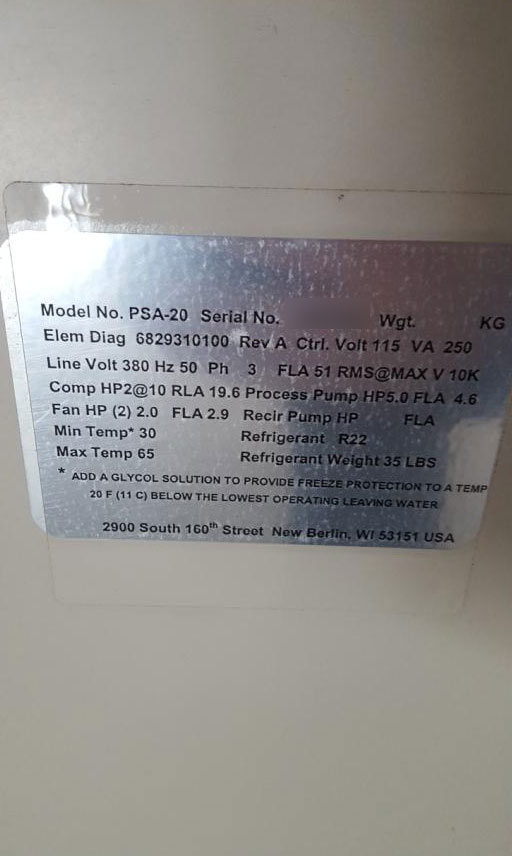 Model No. PSA-20 Serial No. Wgt. KG
Elem Diag 6829310100 Rev A Ctrl. Volt 115 VA 250
Line Volt 380 Hz 50 Ph 3 FLA 51 RMS@MAX V 10K
Comp HP2@10 RLA 19.6 Process Pump HP5.0 FLA 4.6
Fan HP (2) 2.0 FLA 2.9 Recir Pump HP FLA
Min Temp* 30 Refrigerant R22
Max Temp 65 Refrigerant Weight 35 LBS
* ADD A GLYCOL SOLUTION TO PROVIDE FREEZE PROTECTION TO A TEMP
20 F (11 C) BELOW THE LOWEST OPERATING LEAVING WATER
2900 South 160th Street New Berlin, WI 53151 USA